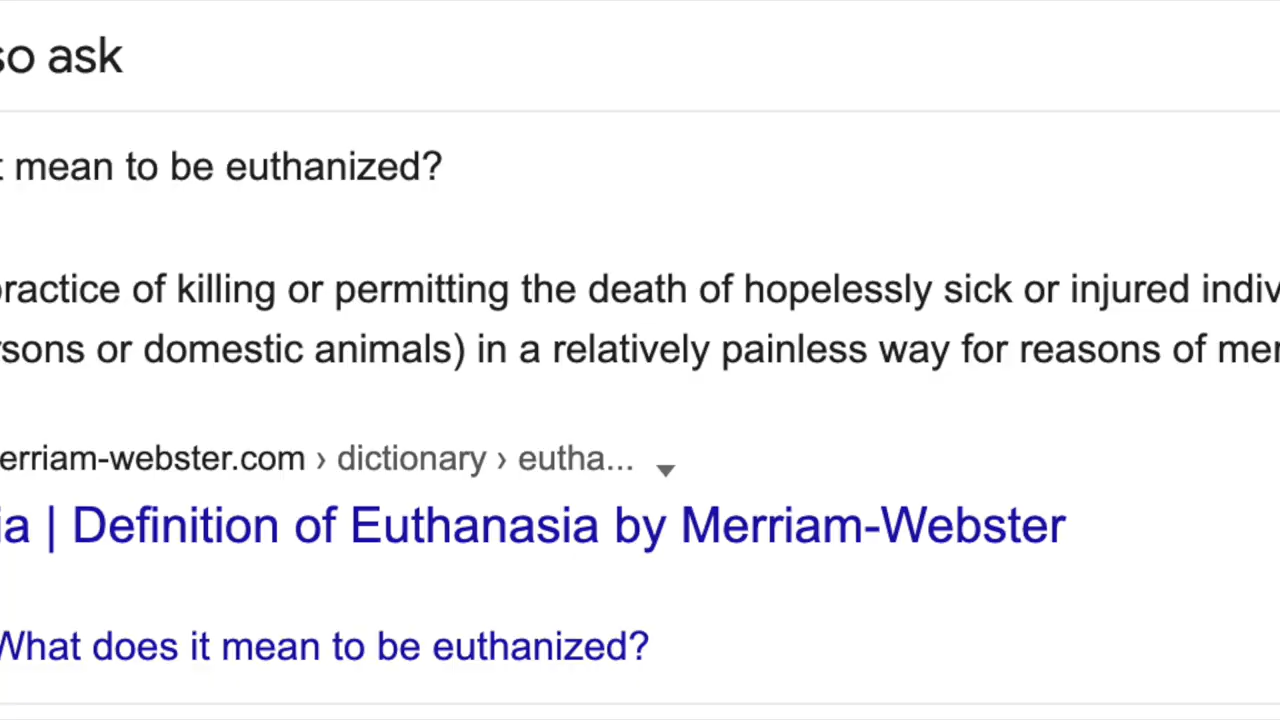 so ask
t mean to be euthanized?
practice of killing or permitting the death of hopelessly sick or injured indiv
rsons or domestic animals) in a relatively painless way for reasons of mer
erriam-webster.com › dictionary › eutha...
ia | Definition of Euthanasia by Merriam-Webster
What does it mean to be euthanized?